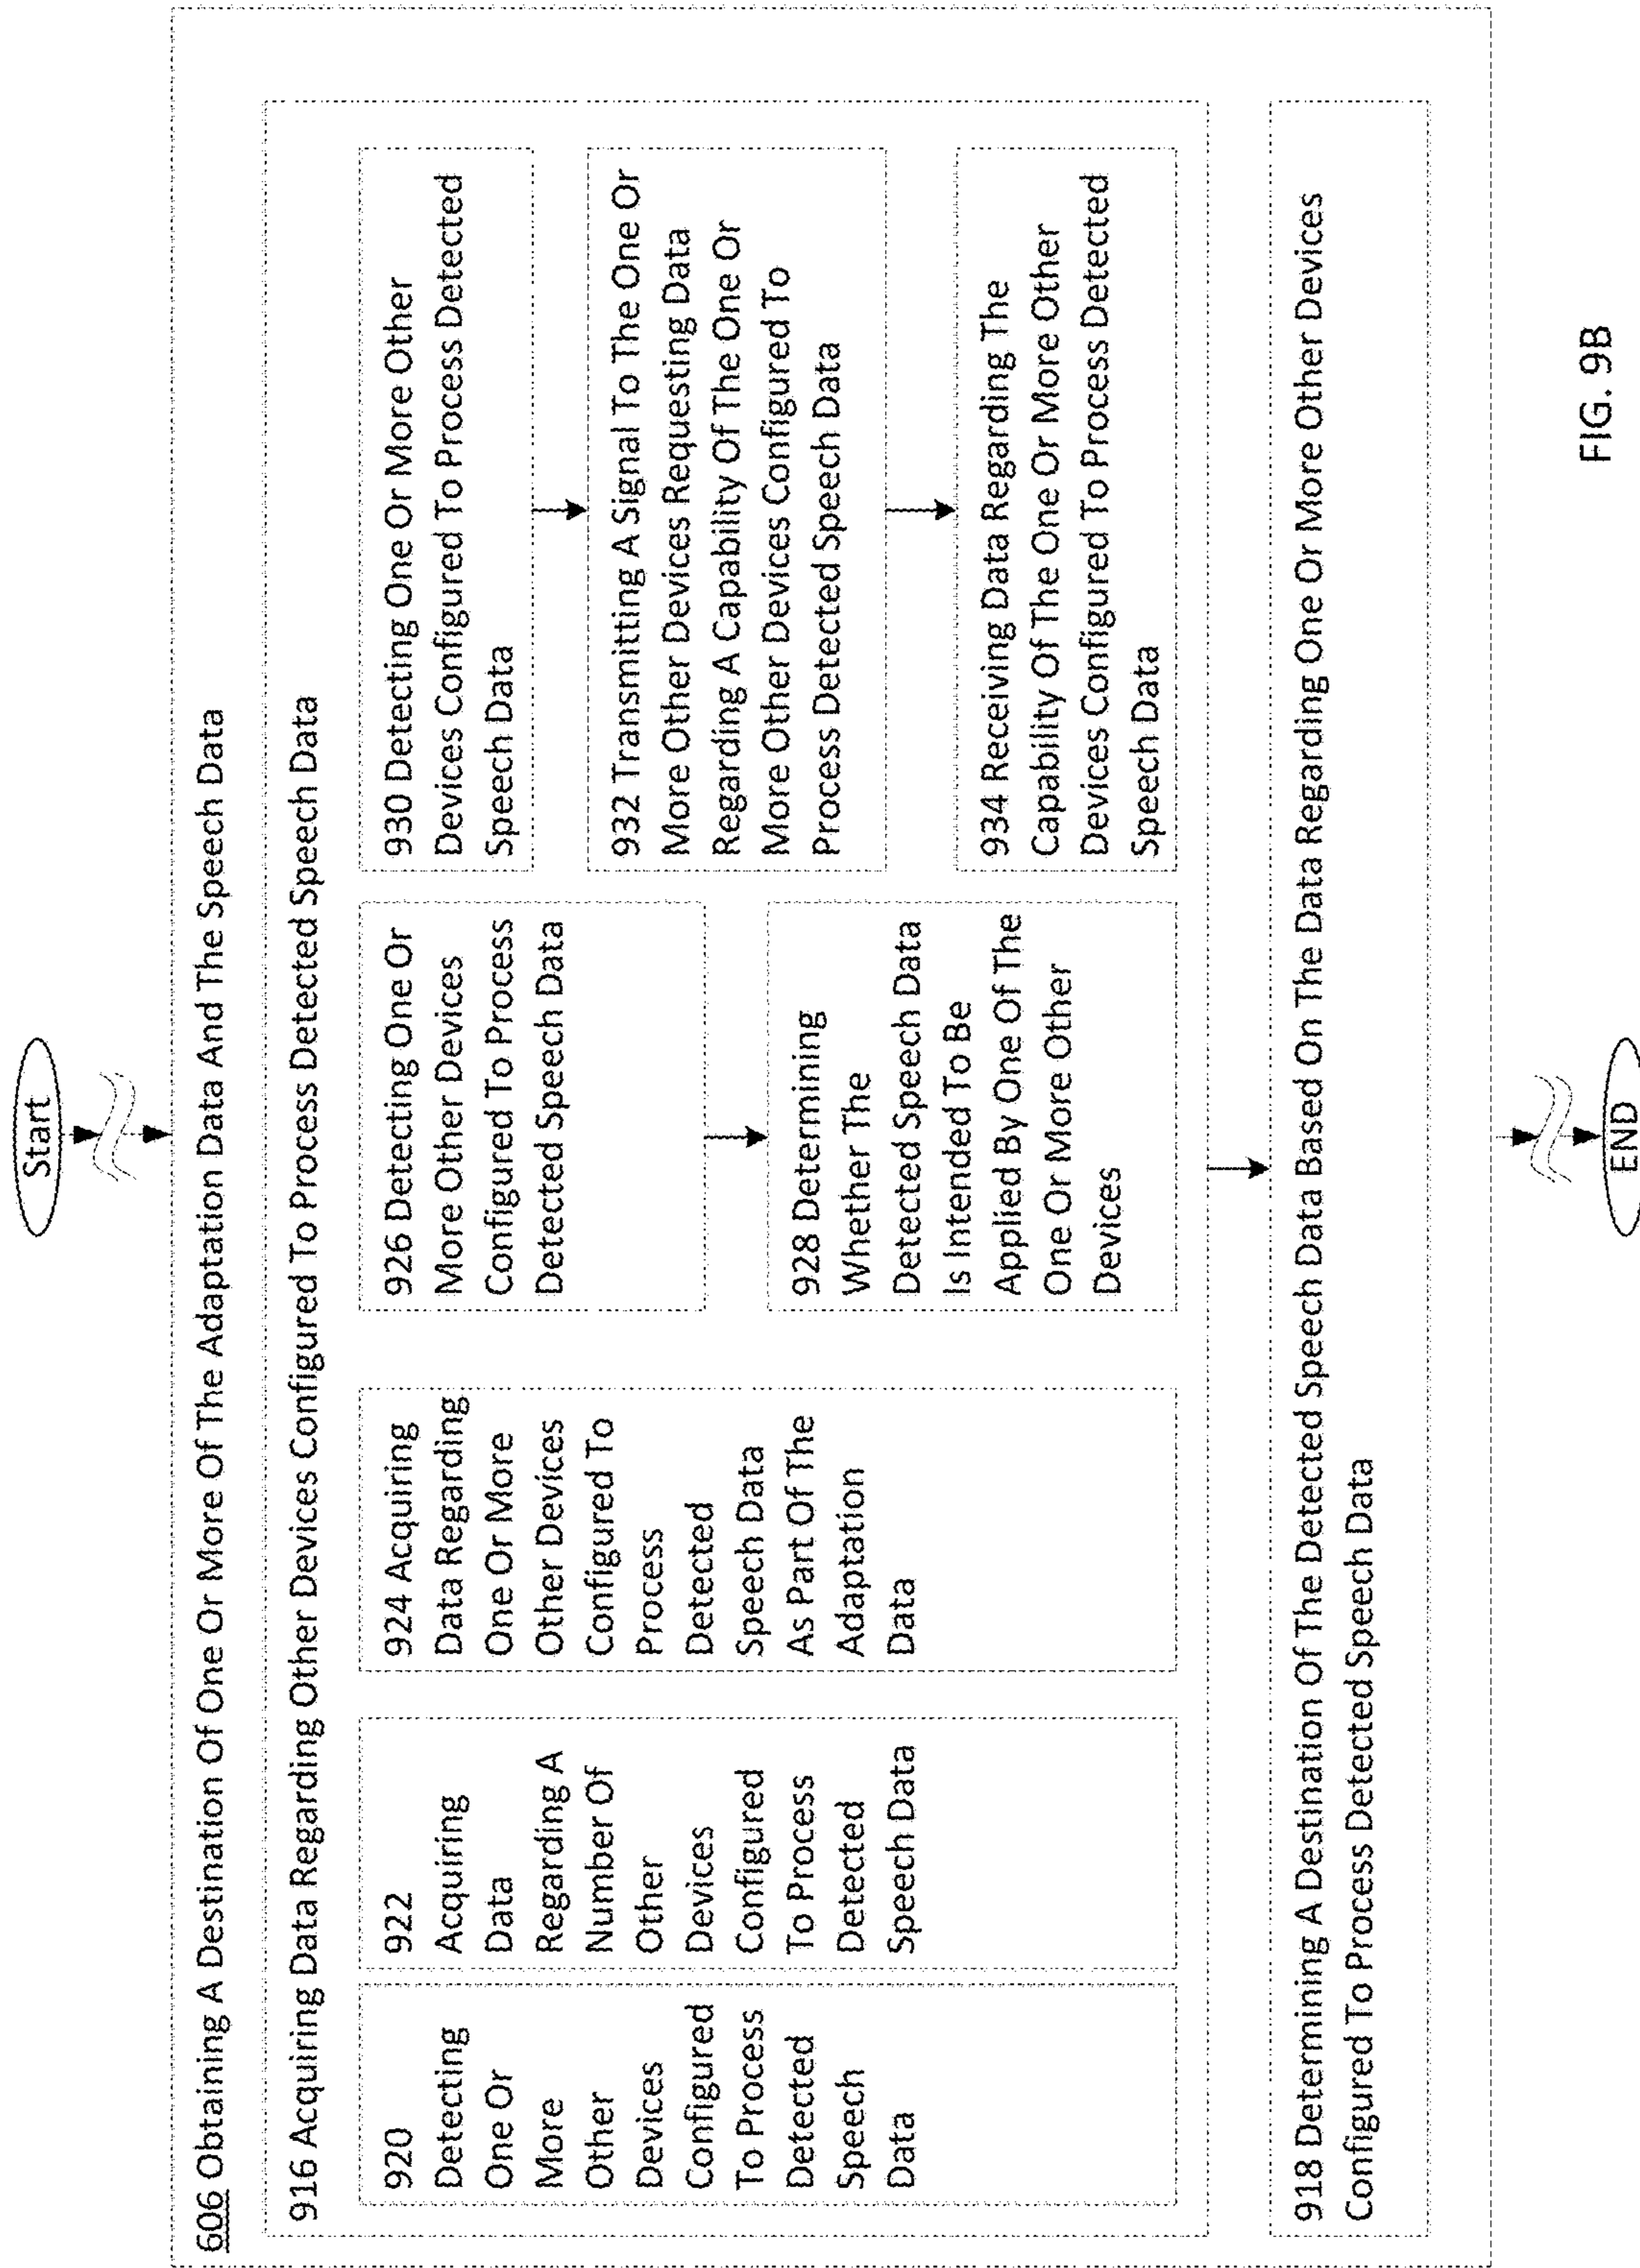 Start
606 Obtaining A Destination Of One Or More Of The Adaptation Data And The Speech Data
916 Acquiring Data Regarding Other Devices Configured To Process Detected Speech Data
920
Detecting
One Or
More
Other
Devices
Configured
To Process
Detected
Speech
Data
922
Acquiring
Data
Regarding A
Number Of
Other
Devices
Configured
To Process
Detected
Speech Data
924 Acquiring
Data Regarding
One Or More
Other Devices
Configured To
Process
Detected
Speech Data
As Part Of The
Adaptation
Data
926 Detecting One Or
More Other Devices
Configured To Process
Detected Speech Data
928 Determining
Whether The
Detected Speech Data
Is Intended To Be
Applied By One Of The
One Or More Other
Devices
930 Detecting One Or More Other
Devices Configured To Process Detected
Speech Data
932 Transmitting A Signal To The One Or
More Other Devices Requesting Data
Regarding A Capability Of The One Or
More Other Devices Configured To
Process Detected Speech Data
934 Receiving Data Regarding The
Capability Of The One Or More Other
Devices Configured To Process Detected
Speech Data
918 Determining A Destination Of The Detected Speech Data Based On The Data Regarding One Or More Other Devices
Configured To Process Detected Speech Data
END
FIG. 9B